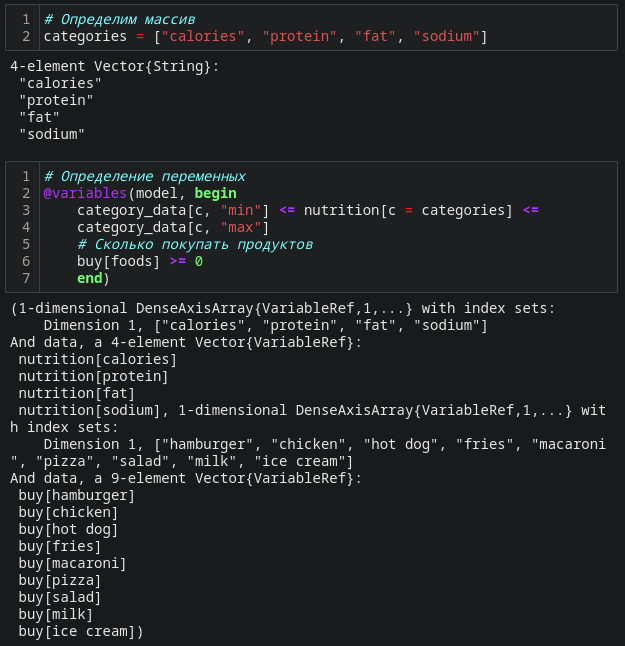 1 # Определим массив
2 categories = ["calories", "protein", "fat", "sodium"]
4-element Vector{String}:
 "calories"
 "protein"
 "fat"
 "sodium"
1 # Определение переменных
2 @variables(model, begin
3     category_data[c, "min"] <= nutrition[c = categories] <=
4     category_data[c, "max"]
5     # Сколько покупать продуктов
6     buy[foods] >= 0
7     end)
(1-dimensional DenseAxisArray{VariableRef,1,...} with index sets:
    Dimension 1, ["calories", "protein", "fat", "sodium"]
And data, a 4-element Vector{VariableRef}:
 nutrition[calories]
 nutrition[protein]
 nutrition[fat]
 nutrition[sodium], 1-dimensional DenseAxisArray{VariableRef,1,...} wit
h index sets:
    Dimension 1, ["hamburger", "chicken", "hot dog", "fries", "macaroni
", "pizza", "salad", "milk", "ice cream"]
And data, a 9-element Vector{VariableRef}:
 buy[hamburger]
 buy[chicken]
 buy[hot dog]
 buy[fries]
 buy[macaroni]
 buy[pizza]
 buy[salad]
 buy[milk]
 buy[ice cream])